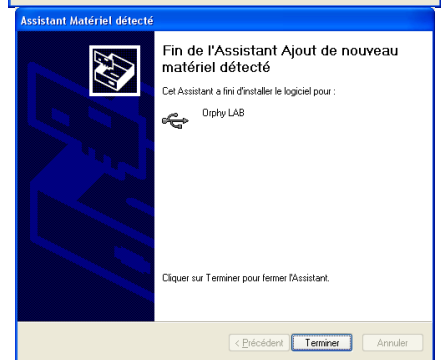 Assistant Matériel détecté
Fin de l'Assistant Ajout de nouveau
matériel détecté
Cet Assistant a fini d'installer le logiciel pour :
Orphy LAB
Cliquer sur Terminer pour fermer l'Assistant.
< Précédent Terminer Annuler